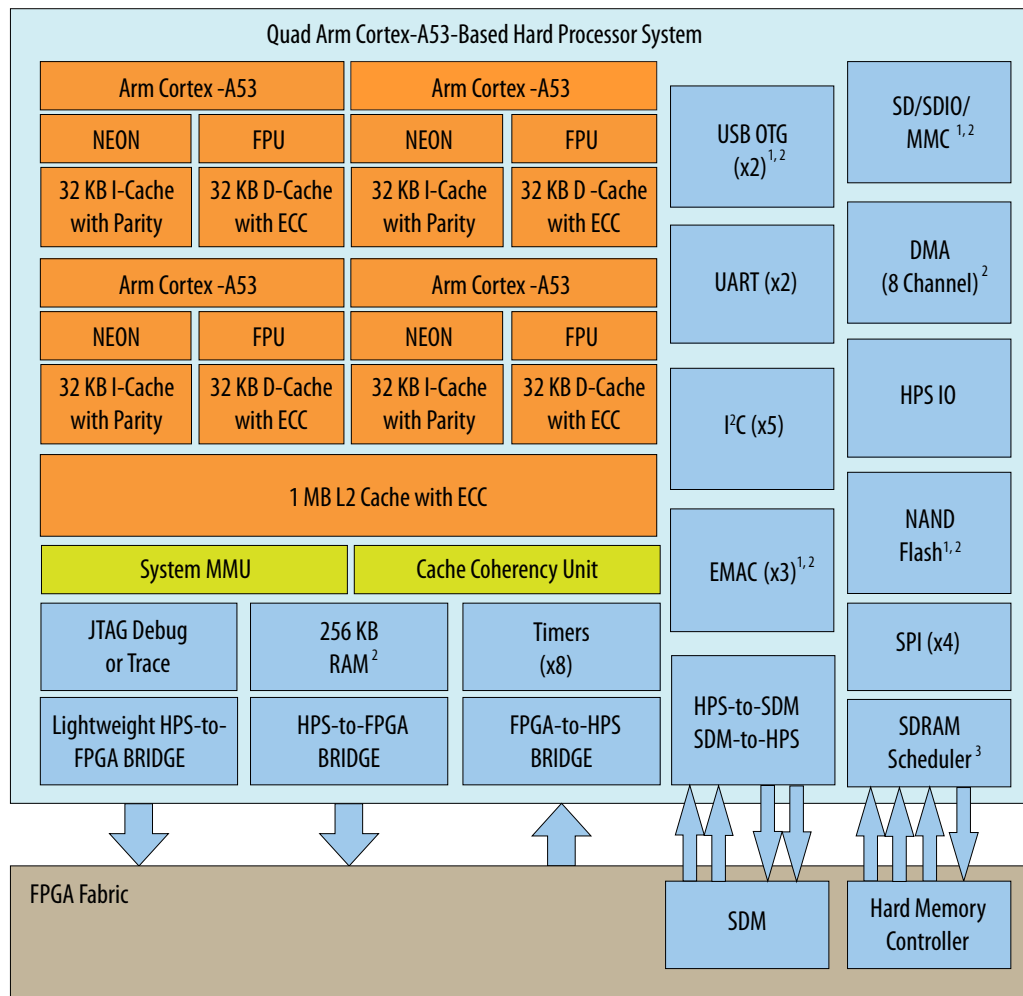 Quad Arm Cortex-A53-Based Hard Processor System
Arm Cortex -A53
NEON
FPU
32 KB I-Cache
with Parity
32 KB D-Cache
with ECC
Arm Cortex -A53
NEON
FPU
32 KB I-Cache
with Parity
32 KB D -Cache
with ECC
Arm Cortex -A53
NEON
FPU
32 KB I-Cache
with Parity
32 KB D-Cache
with ECC
Arm Cortex -A53
NEON
FPU
32 KB I-Cache
with Parity
32 KB D-Cache
with ECC
1 MB L2 Cache with ECC
System MMU
Cache Coherency Unit
JTAG Debug
or Trace
256 KB
RAM²
Timers
(x8)
Lightweight HPS-to-
FPGA BRIDGE
HPS-to-FPGA
BRIDGE
FPGA-to-HPS
BRIDGE
USB OTG
(x2)¹,²
UART (x2)
I²C (x5)
EMAC (x3)¹,²
HPS-to-SDM
SDM-to-HPS
SD/SDIO/
MMC ¹,²
DMA
(8 Channel)²
HPS IO
NAND
Flash¹,²
SPI (x4)
SDRAM
Scheduler³
FPGA Fabric
SDM
Hard Memory
Controller